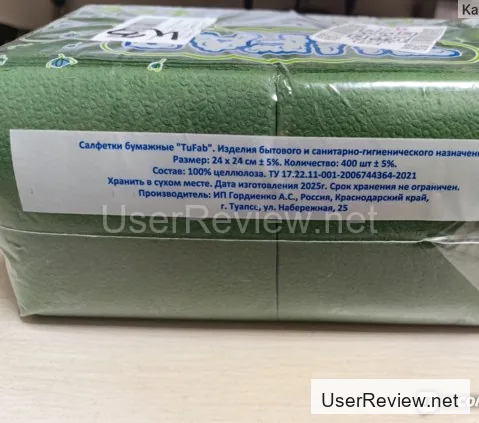 Ka
Салфетки бумажные "TuFab". Изделия бытового и санитарно-гигиенического назначен
Размер: 24 х 24 см ± 5%. Количество: 400 шт ± 5%.
Состав: 100% целлюлоза. ТУ 17.22.11-001-2006744364-2021
Хранить в сухом месте. Дата изготовления 2025г. Срок хранения не ограничен.
Производитель: ИП Гордиенко А.С., Россия, Краснодарский край,
г. Туапсе, ул. Набережная, 25
UserReview.net
UserReview.net